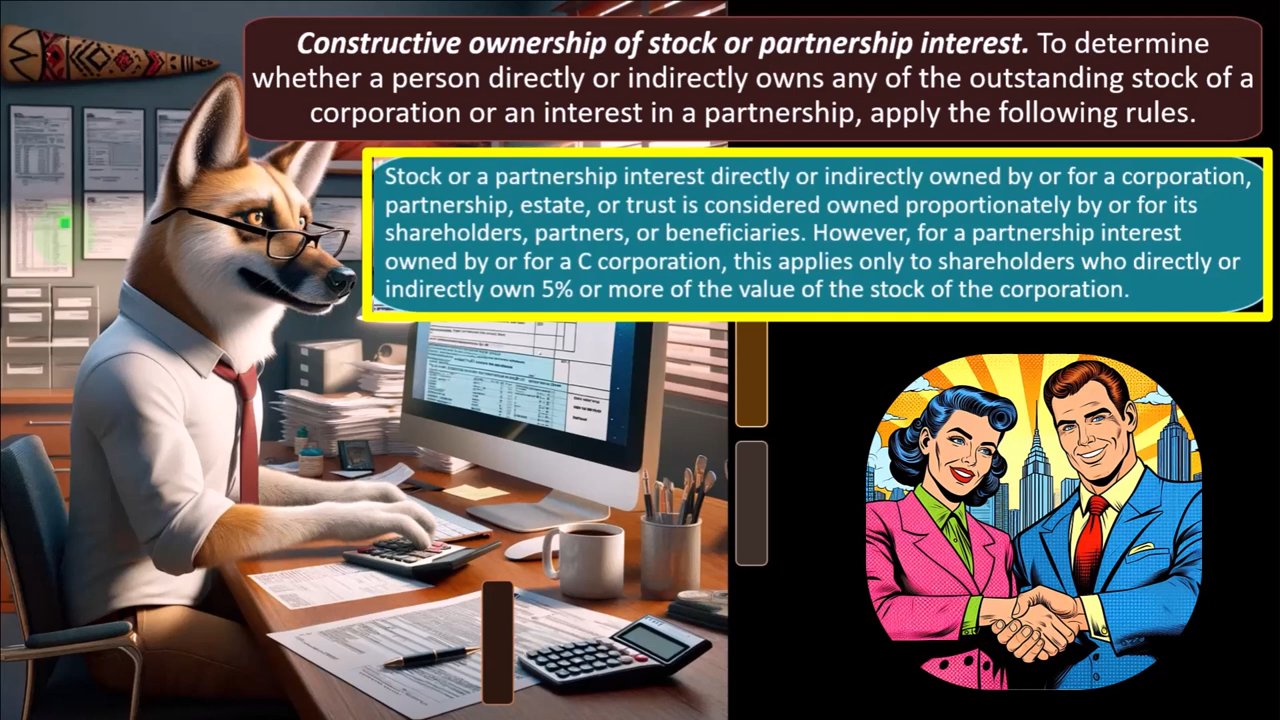 Constructive ownership of stock or partnership interest. To determine
whether a person directly or indirectly owns any of the outstanding stock of a
corporation or an interest in a partnership, apply the following rules.
Stock or a partnership interest directly or indirectly owned by or for a corporation,
partnership, estate, or trust is considered owned proportionately by or for its
shareholders, partners, or beneficiaries. However, for a partnership interest
owned by or for a C corporation, this applies only to shareholders who directly or
indirectly own 5% or more of the value of the stock of the corporation.